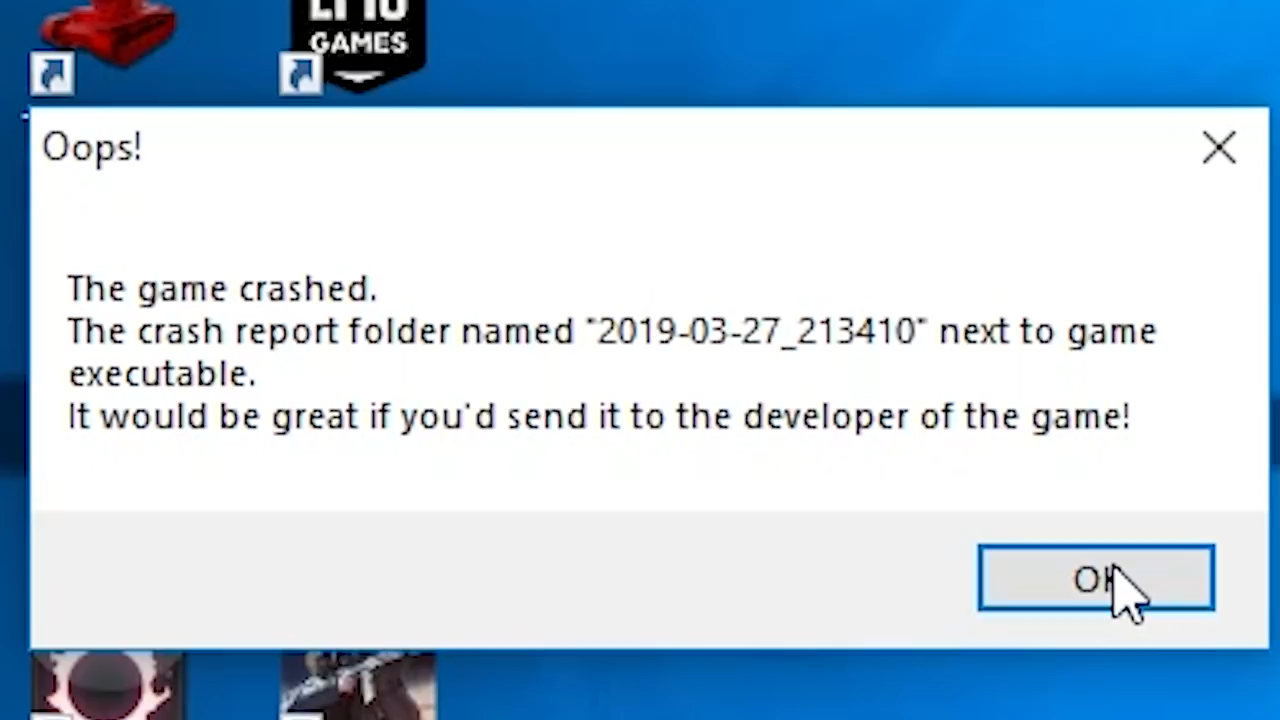 GAMES
Oops!
The game crashed.
The crash report folder named "2019-03-27_213410" next to game
executable.
It would be great if you'd send it to the developer of the game!
OK